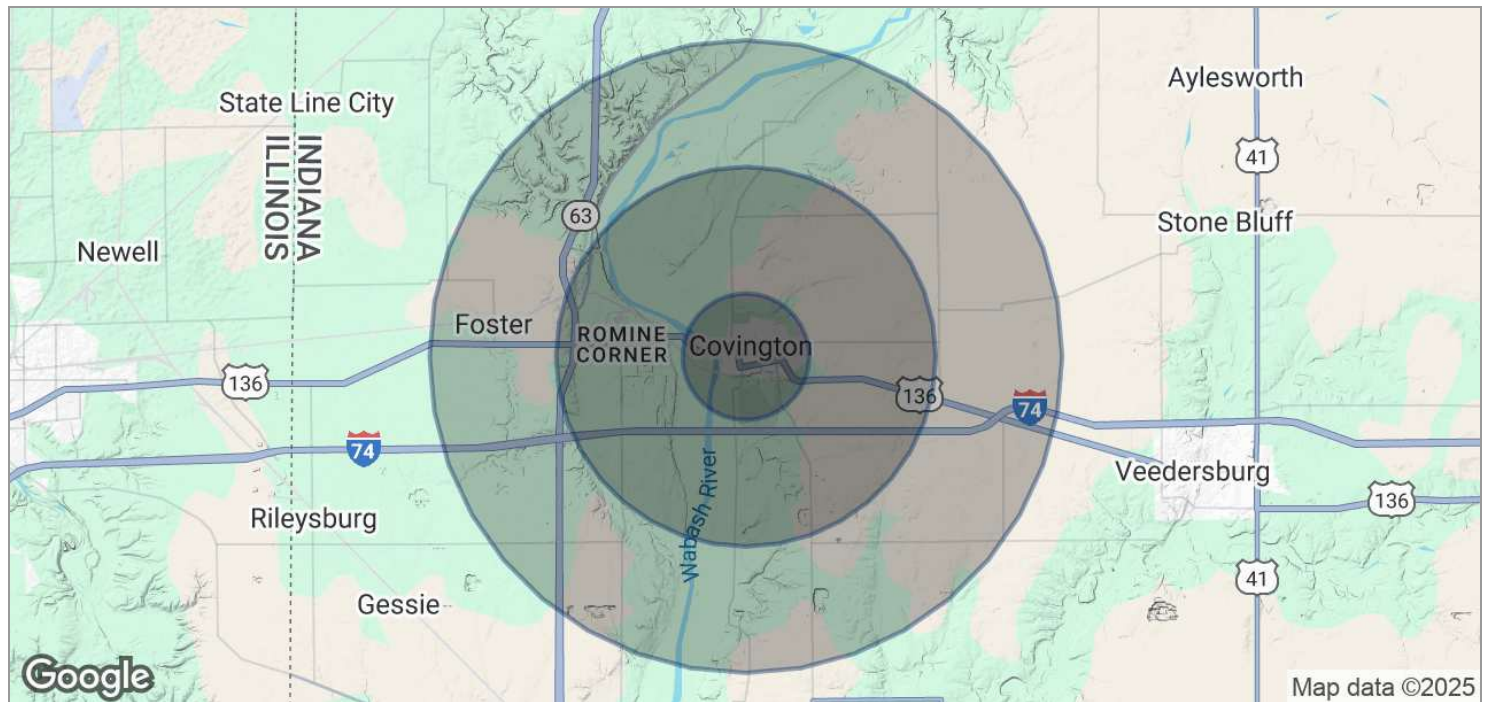 Aylesworth
State Line City
INDIANA
ILLINOIS
41
63
Stone Bluff
Newell
Foster
ROMINE
CORNER
Covington
136
136
74
74
Veedersburg
Wabash River
136
Rileysburg
41
Gessie
Google
Map data ©2025